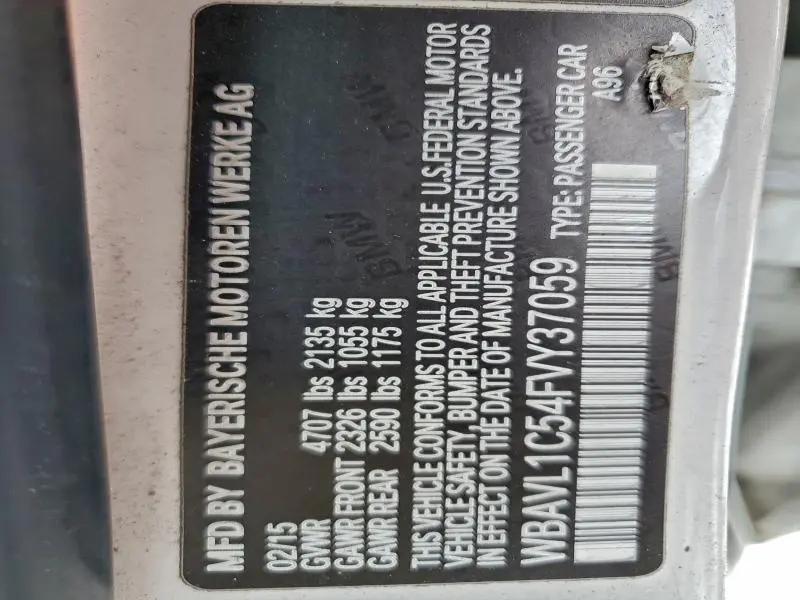 MFD BY BAYERISCHE MOTOREN WERKE AG
02/15
GVWR 4707 lbs 2135 kg
GAWR FRONT 2326 lbs 1055 kg
GAWR REAR 2590 lbs 1175 kg
THIS VEHICLE CONFORMS TO ALL APPLICABLE U.S.FEDERAL MOTOR
VEHICLE SAFETY, BUMPER AND THEFT PREVENTION STANDARDS
IN EFFECT ON THE DATE OF MANUFACTURE SHOWN ABOVE.
WBAVL1C54FVY37059 TYPE: PASSENGER CAR
A96
BMW